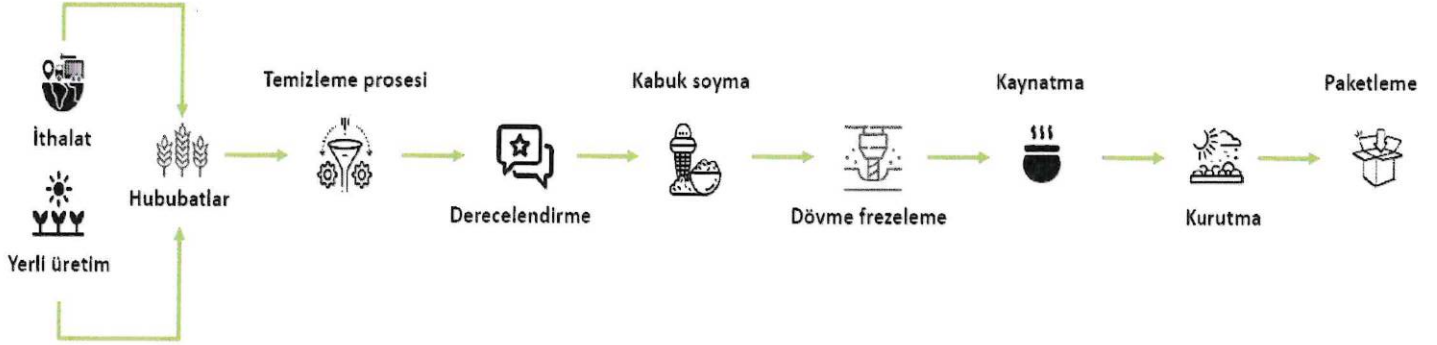 İthalat
Yerli üretim
Hububatlar
Temizleme prosesi
Derecelendirme
Kabuk soyma
Dövme frezeleme
Kaynatma
Kurutma
Paketleme